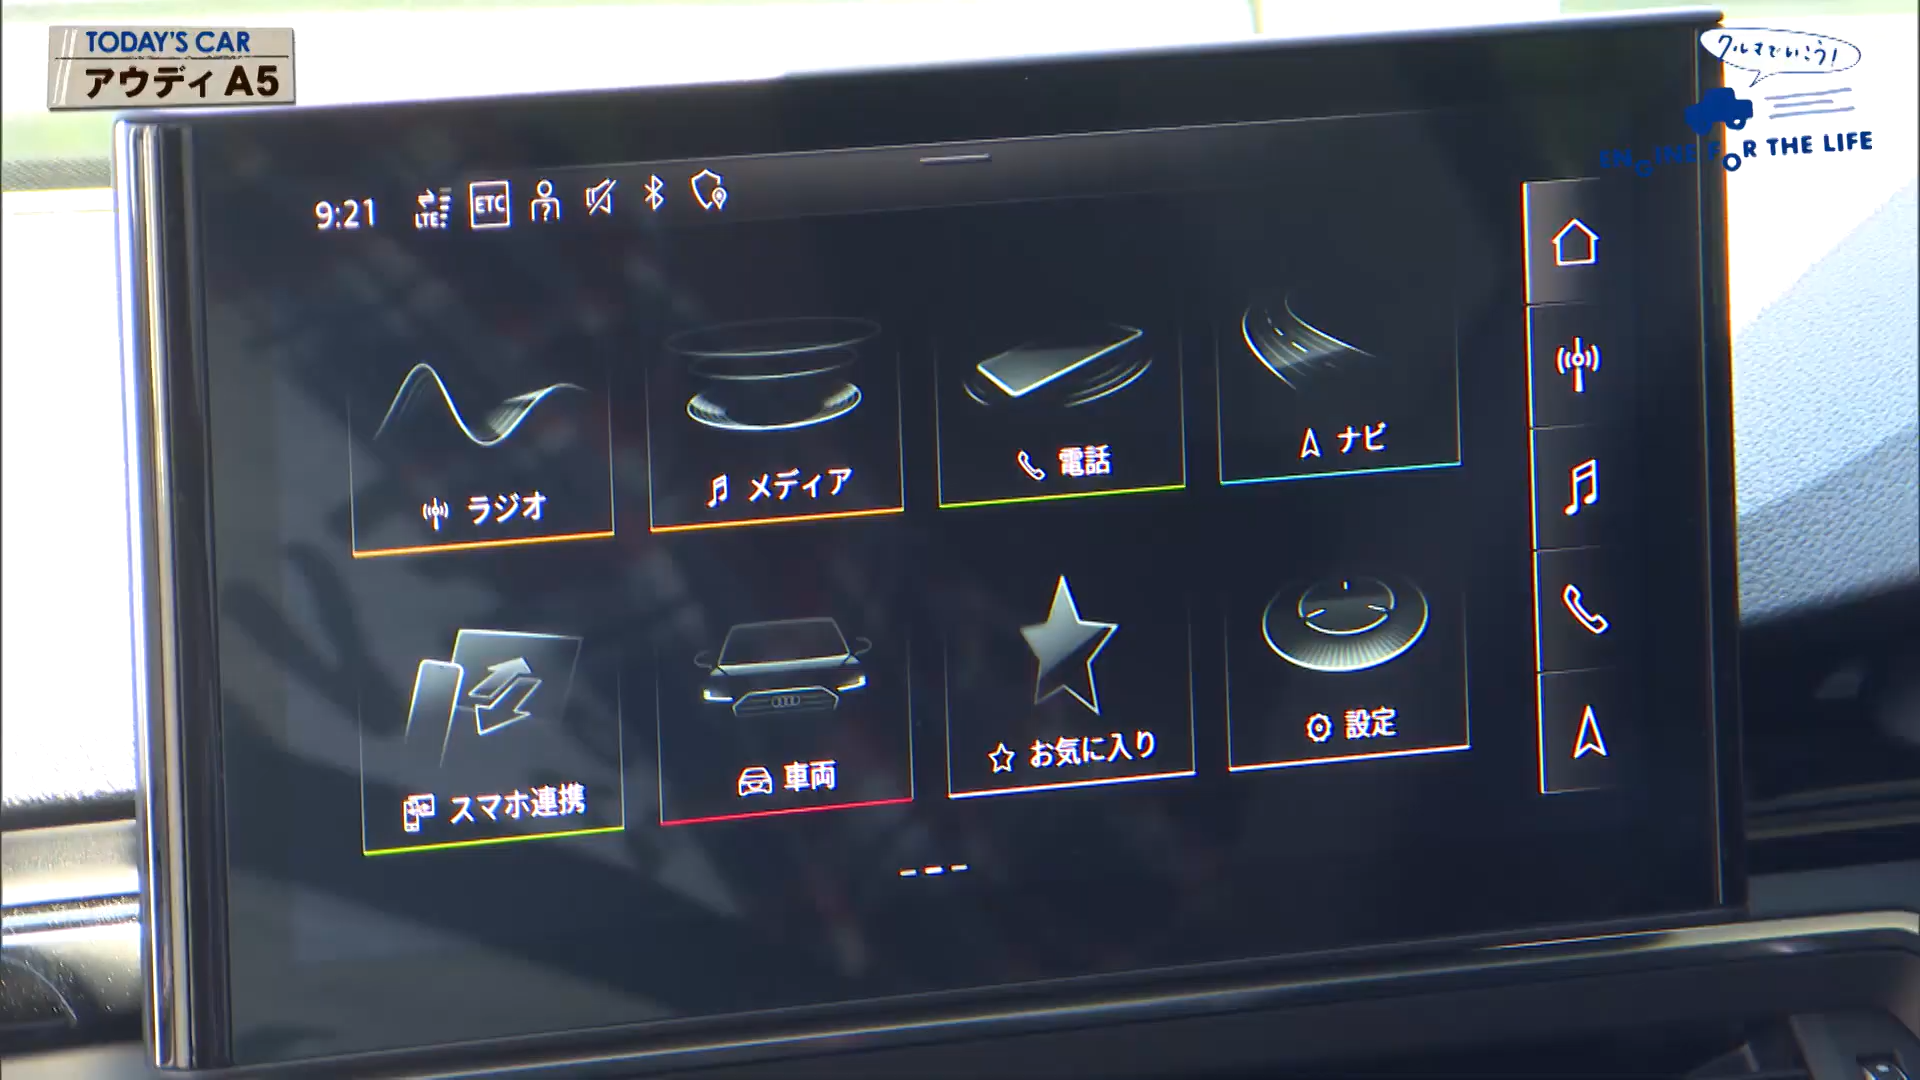 TODAY'S CAR
アウディ A5
クルマでいこう!
ENGINE FOR THE LIFE
9:21 LTE ETC
ラジオ
メディア
電話
ナビ
スマホ連携
車両
お気に入り
設定